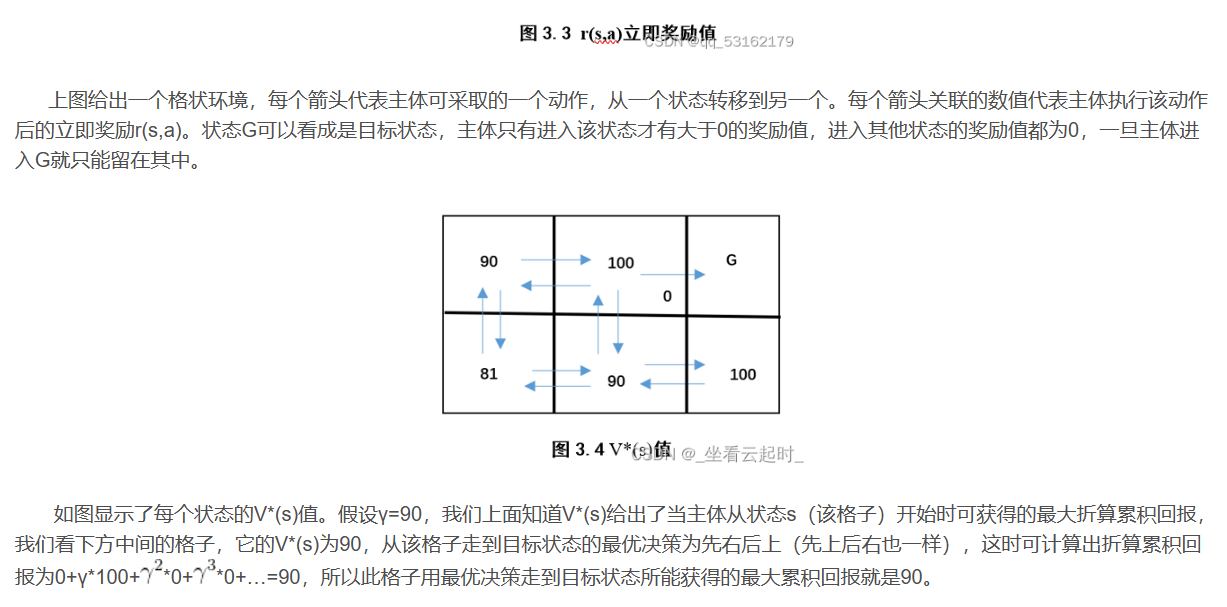 图 3. 3 r(s,a)立即奖励值
CSDN @qq_53162179
上图给出一个格状环境，每个箭头代表主体可采取的一个动作，从一个状态转移到另一个。每个箭头关联的数值代表主体执行该动作
后的立即奖励r(s,a)。状态G可以看成是目标状态，主体只有进入该状态才有大于0的奖励值，进入其他状态的奖励值都为0，一旦主体进
入G就只能留在其中。
90 100 G
0
81 90 100
图 3. 4 V*(s)值
CSDN @_坐看云起时_
如图显示了每个状态的V*(s)值。假设γ=90，我们上面知道V*(s)给出了当主体从状态s（该格子）开始时可获得的最大折算累积回报，
我们看下方中间的格子，它的V*(s)为90，从该格子走到目标状态的最优决策为先右后上（先上后右也一样），这时可计算出折算累积回
报为0+γ*100+γ²*0+γ³*0+…=90，所以此格子用最优决策走到目标状态所能获得的最大累积回报就是90。